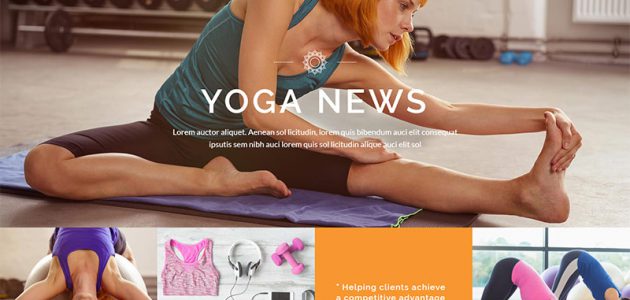 YOGA NEWS
Lorem auctor aliquet. Aenean sol licitudin, lorem quis bibendum auci elit consequat
ipsutis sem nibh auci lorem quis sol licitudin alique auci elit sol
" Helping clients achieve
a competitive advantage